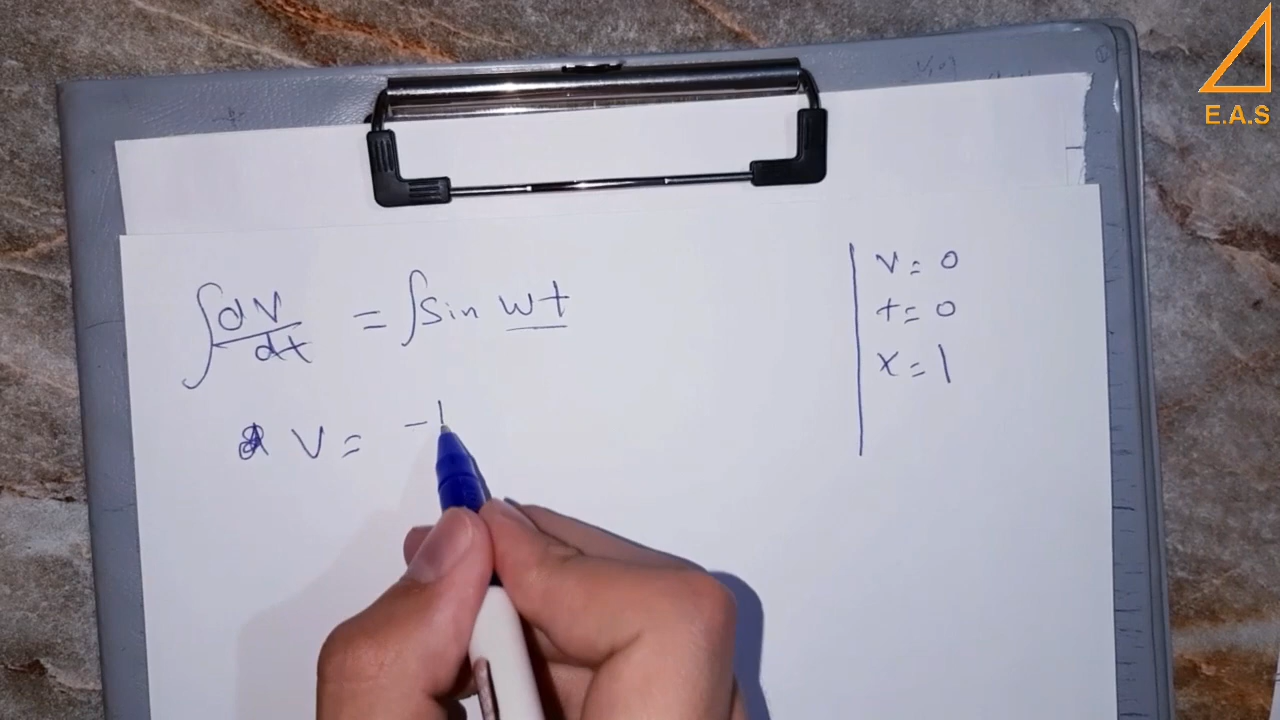 E.A.S
∫dV/dt = ∫sin wt
V = -1
V = 0
t = 0
x = 1